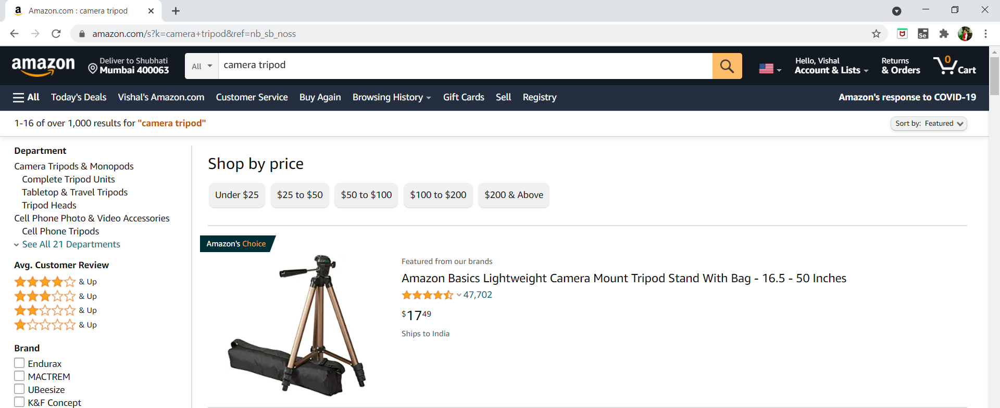 Amazon.com : camera tripod
amazon.com/s?k=camera+tripod&ref=nb_sb_noss
Se
amazon
Deliver to Shubhati
Mumbai 400063
All
camera tripod
Hello, Vishal
Account & Lists
Returns
& Orders
0
Cart
All Today's Deals Vishal's Amazon.com Customer Service Buy Again Browsing History Gift Cards Sell Registry Amazon's response to COVID-19
1-16 of over 1,000 results for "camera tripod"
Sort by: Featured
Department
Camera Tripods & Monopods
Complete Tripod Units
Tabletop & Travel Tripods
Tripod Heads
Cell Phone Photo & Video Accessories
Cell Phone Tripods
See All 21 Departments
Avg. Customer Review
& Up
& Up
& Up
& Up
Brand
Endurax
MACTREM
UBeesize
K&F Concept
Shop by price
Under $25 $25 to $50 $50 to $100 $100 to $200 $200 & Above
Amazon's Choice
Featured from our brands
Amazon Basics Lightweight Camera Mount Tripod Stand With Bag - 16.5 - 50 Inches
47,702
$17 49
Ships to India